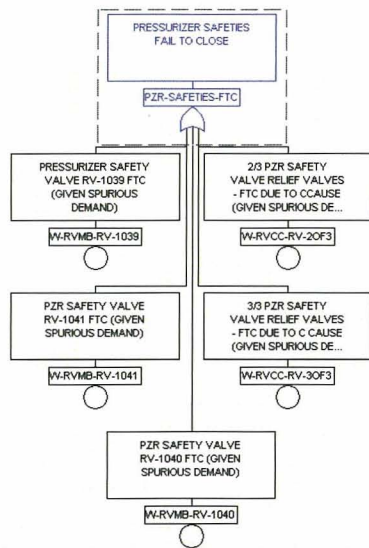 PRESSURIZER SAFETIES
FAIL TO CLOSE
PZR-SAFETIES-FTC
PRESSURIZER SAFETY
VALVE RV-1039 FTC
(GIVEN SPURIOUS
DEMAND)
W-RVMB-RV-1039
2/3 PZR SAFETY
VALVE RELIEF VALVES
- FTC DUE TO CCAUSE
(GIVEN SPURIOUS DE...
W-RVCC-RV-2OF3
PZR SAFETY VALVE
RV-1041 FTC (GIVEN
SPURIOUS DEMAND)
W-RVMB-RV-1041
3/3 PZR SAFETY
VALVE RELIEF VALVES
- FTC DUE TO C CAUSE
(GIVEN SPURIOUS DE...
W-RVCC-RV-3OF3
PZR SAFETY VALVE
RV-1040 FTC (GIVEN
SPURIOUS DEMAND)
W-RVMB-RV-1040